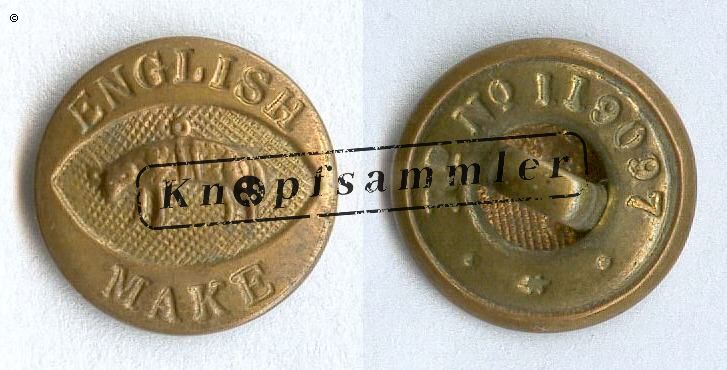 ©
ENGLISH
MAKE
Knopfsammler
No 119097